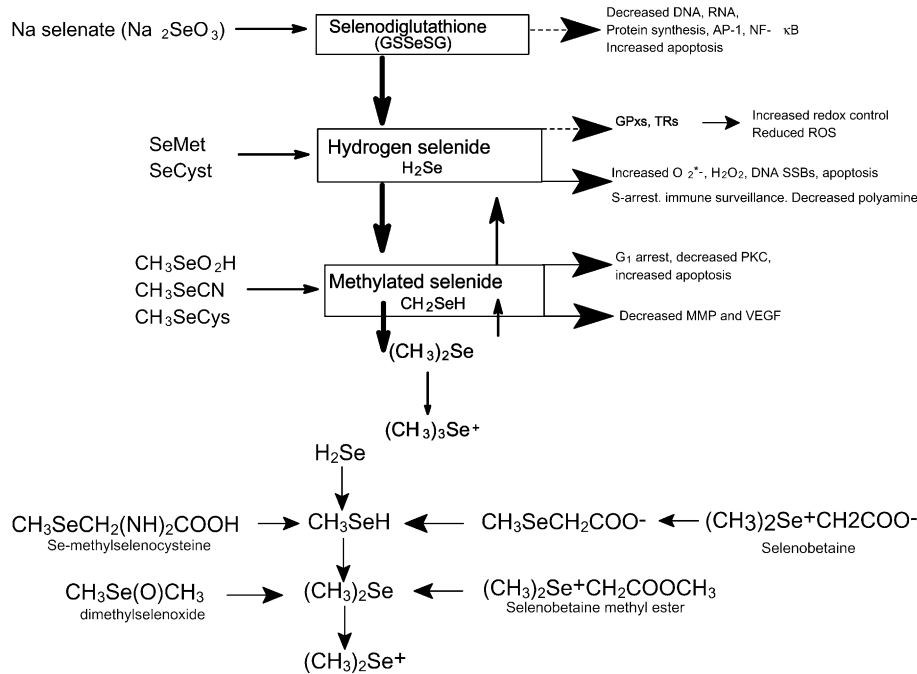 Na selenate (Na 2SeO3)
Selenodiglutathione
(GSSeSG)
Decreased DNA, RNA,
Protein synthesis, AP-1, NF- κB
Increased apoptosis
SeMet
SeCyst
Hydrogen selenide
H2Se
GPxs, TRs
Increased redox control
Reduced ROS
Increased O 2*-, H2O2, DNA SSBs, apoptosis
S-arrest. immune surveillance. Decreased polyamine
CH3SeO2H
CH3SeCN
CH3SeCys
Methylated selenide
CH2SeH
G1 arrest, decreased PKC,
increased apoptosis
Decreased MMP and VEGF
(CH3)2Se
(CH3)3Se+
H2Se
CH3SeCH2(NH)2COOH
Se-methylselenocysteine
CH3SeH
CH3SeCH2COO-
(CH3)2Se+CH2COO-
Selenobetaine
CH3Se(O)CH3
dimethylselenoxide
(CH3)2Se
(CH3)2Se+CH2COOCH3
Selenobetaine methyl ester
(CH3)2Se+